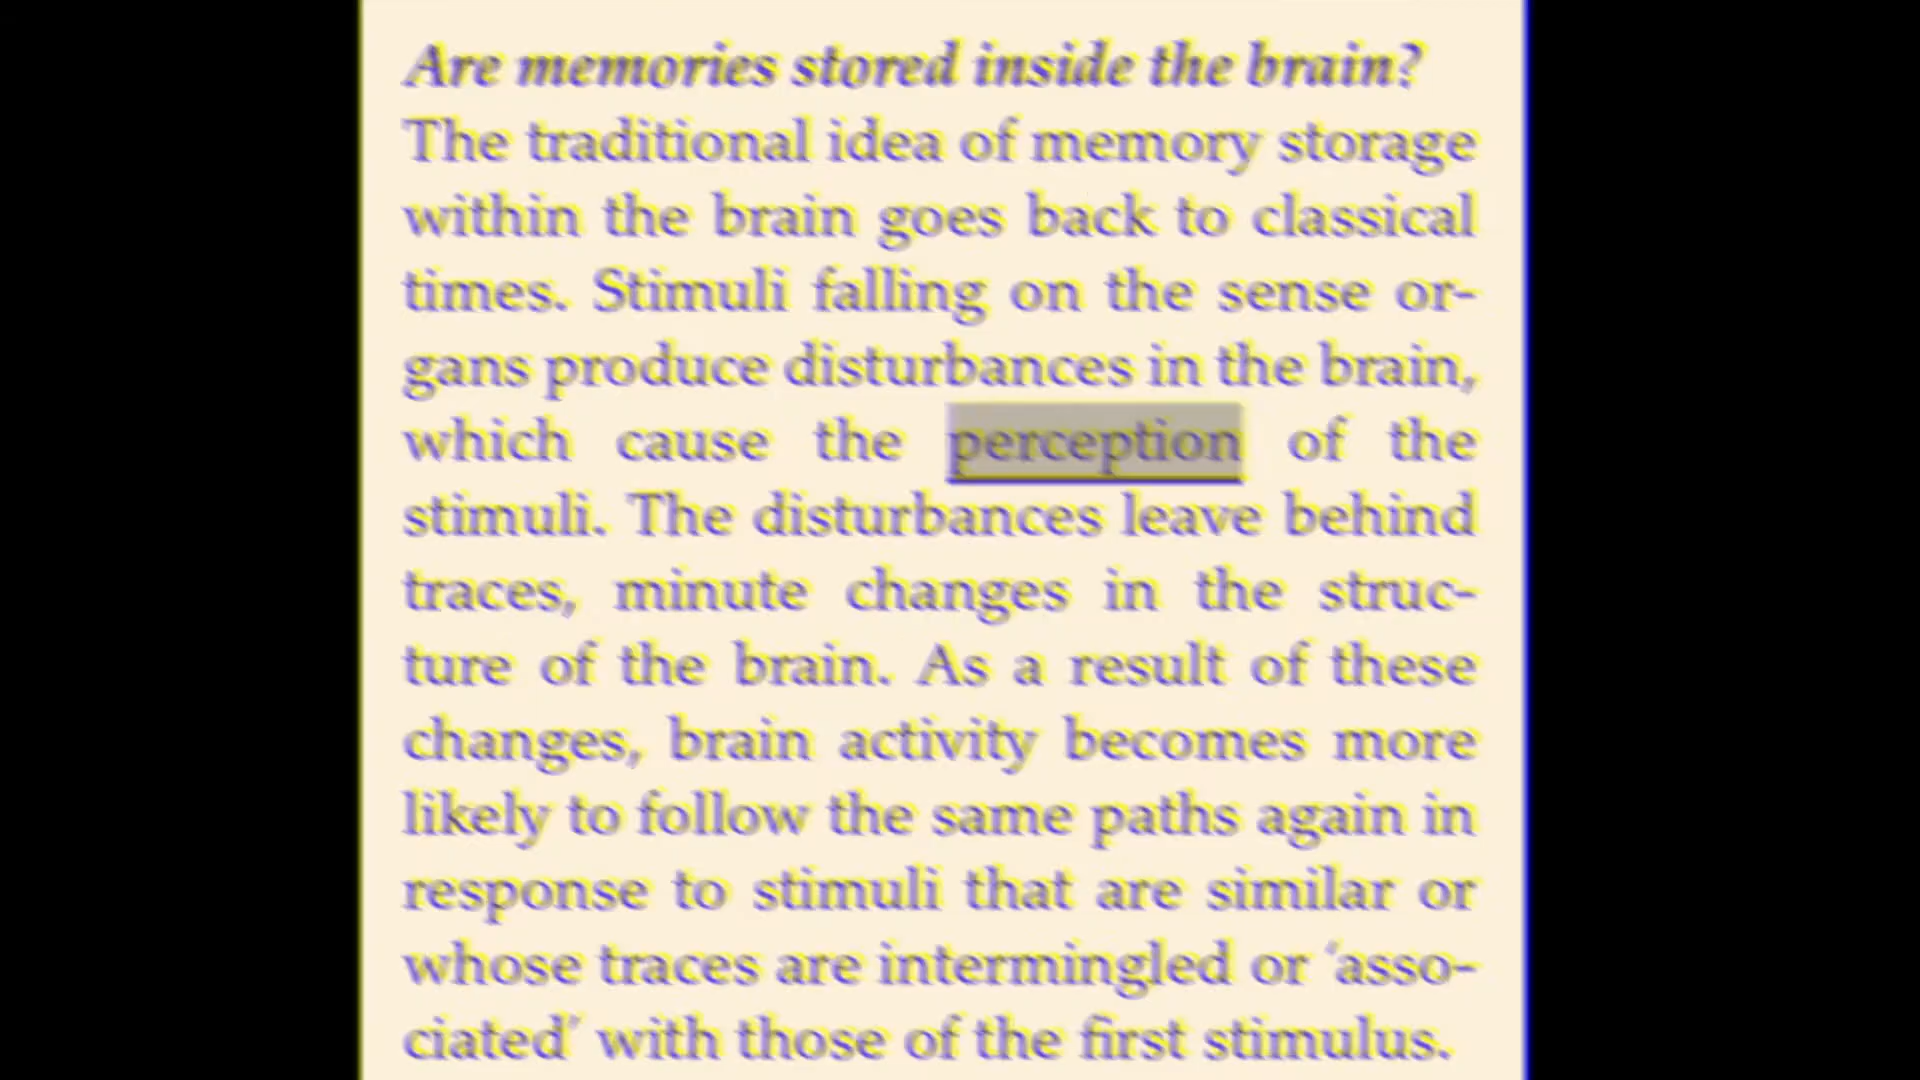 Are memories stored inside the brain?
The traditional idea of memory storage
within the brain goes back to classical
times. Stimuli falling on the sense or-
gans produce disturbances in the brain,
which cause the perception of the
stimuli. The disturbances leave behind
traces, minute changes in the struc-
ture of the brain. As a result of these
changes, brain activity becomes more
likely to follow the same paths again in
response to stimuli that are similar or
whose traces are intermingled or ‘asso-
ciated’ with those of the first stimulus.